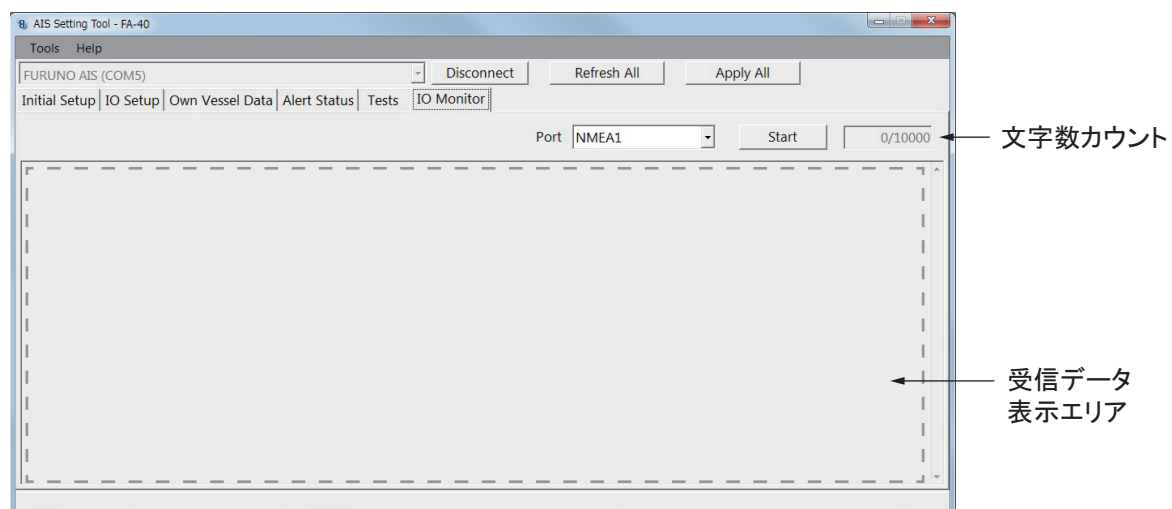 AIS Setting Tool - FA-40
Tools Help
FURUNO AIS (COM5) Disconnect Refresh All Apply All
Initial Setup IO Setup Own Vessel Data Alert Status Tests IO Monitor
Port NMEA1 Start 0/10000 文字数カウント
受信データ
表示エリア